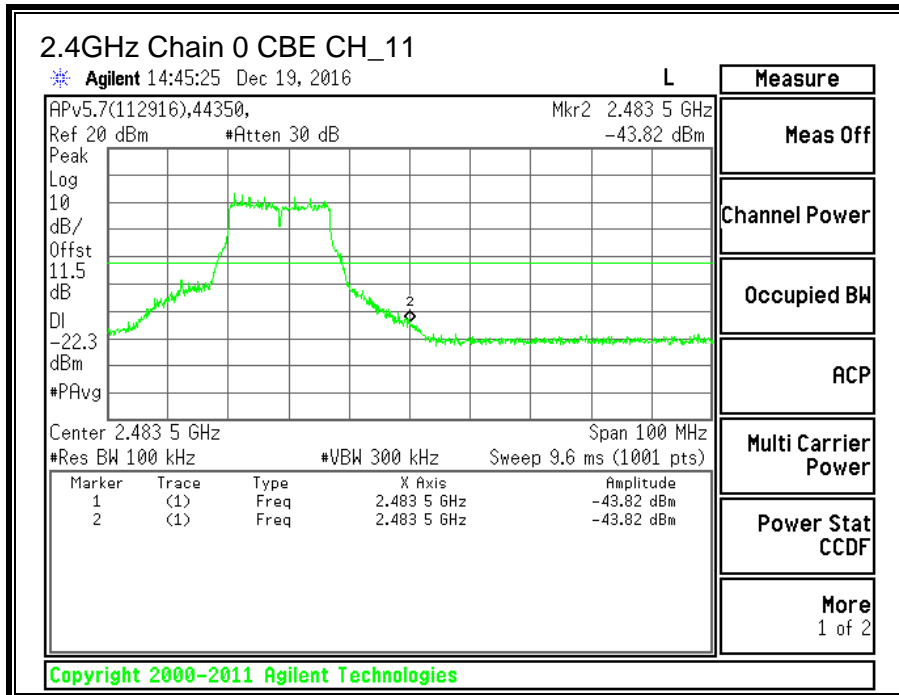 2.4GHz Chain 0 CBE CH_11
Agilent 14:45:25 Dec 19, 2016 L
APv5.7(112916),44350, Mkr2 2.483 5 GHz
Ref 20 dBm #Atten 30 dB -43.82 dBm
Peak
Log
10
dB/
Offst
11.5
dB
DI
-22.3
dBm
#PAvg
2
Center 2.483 5 GHz Span 100 MHz
#Res BW 100 kHz #VBW 300 kHz Sweep 9.6 ms (1001 pts)
Marker Trace Type X Axis Amplitude
1 (1) Freq 2.483 5 GHz -43.82 dBm
2 (1) Freq 2.483 5 GHz -43.82 dBm
Measure
Meas Off
Channel Power
Occupied BW
ACP
Multi Carrier
Power
Power Stat
CCDF
More
1 of 2
Copyright 2000-2011 Agilent Technologies